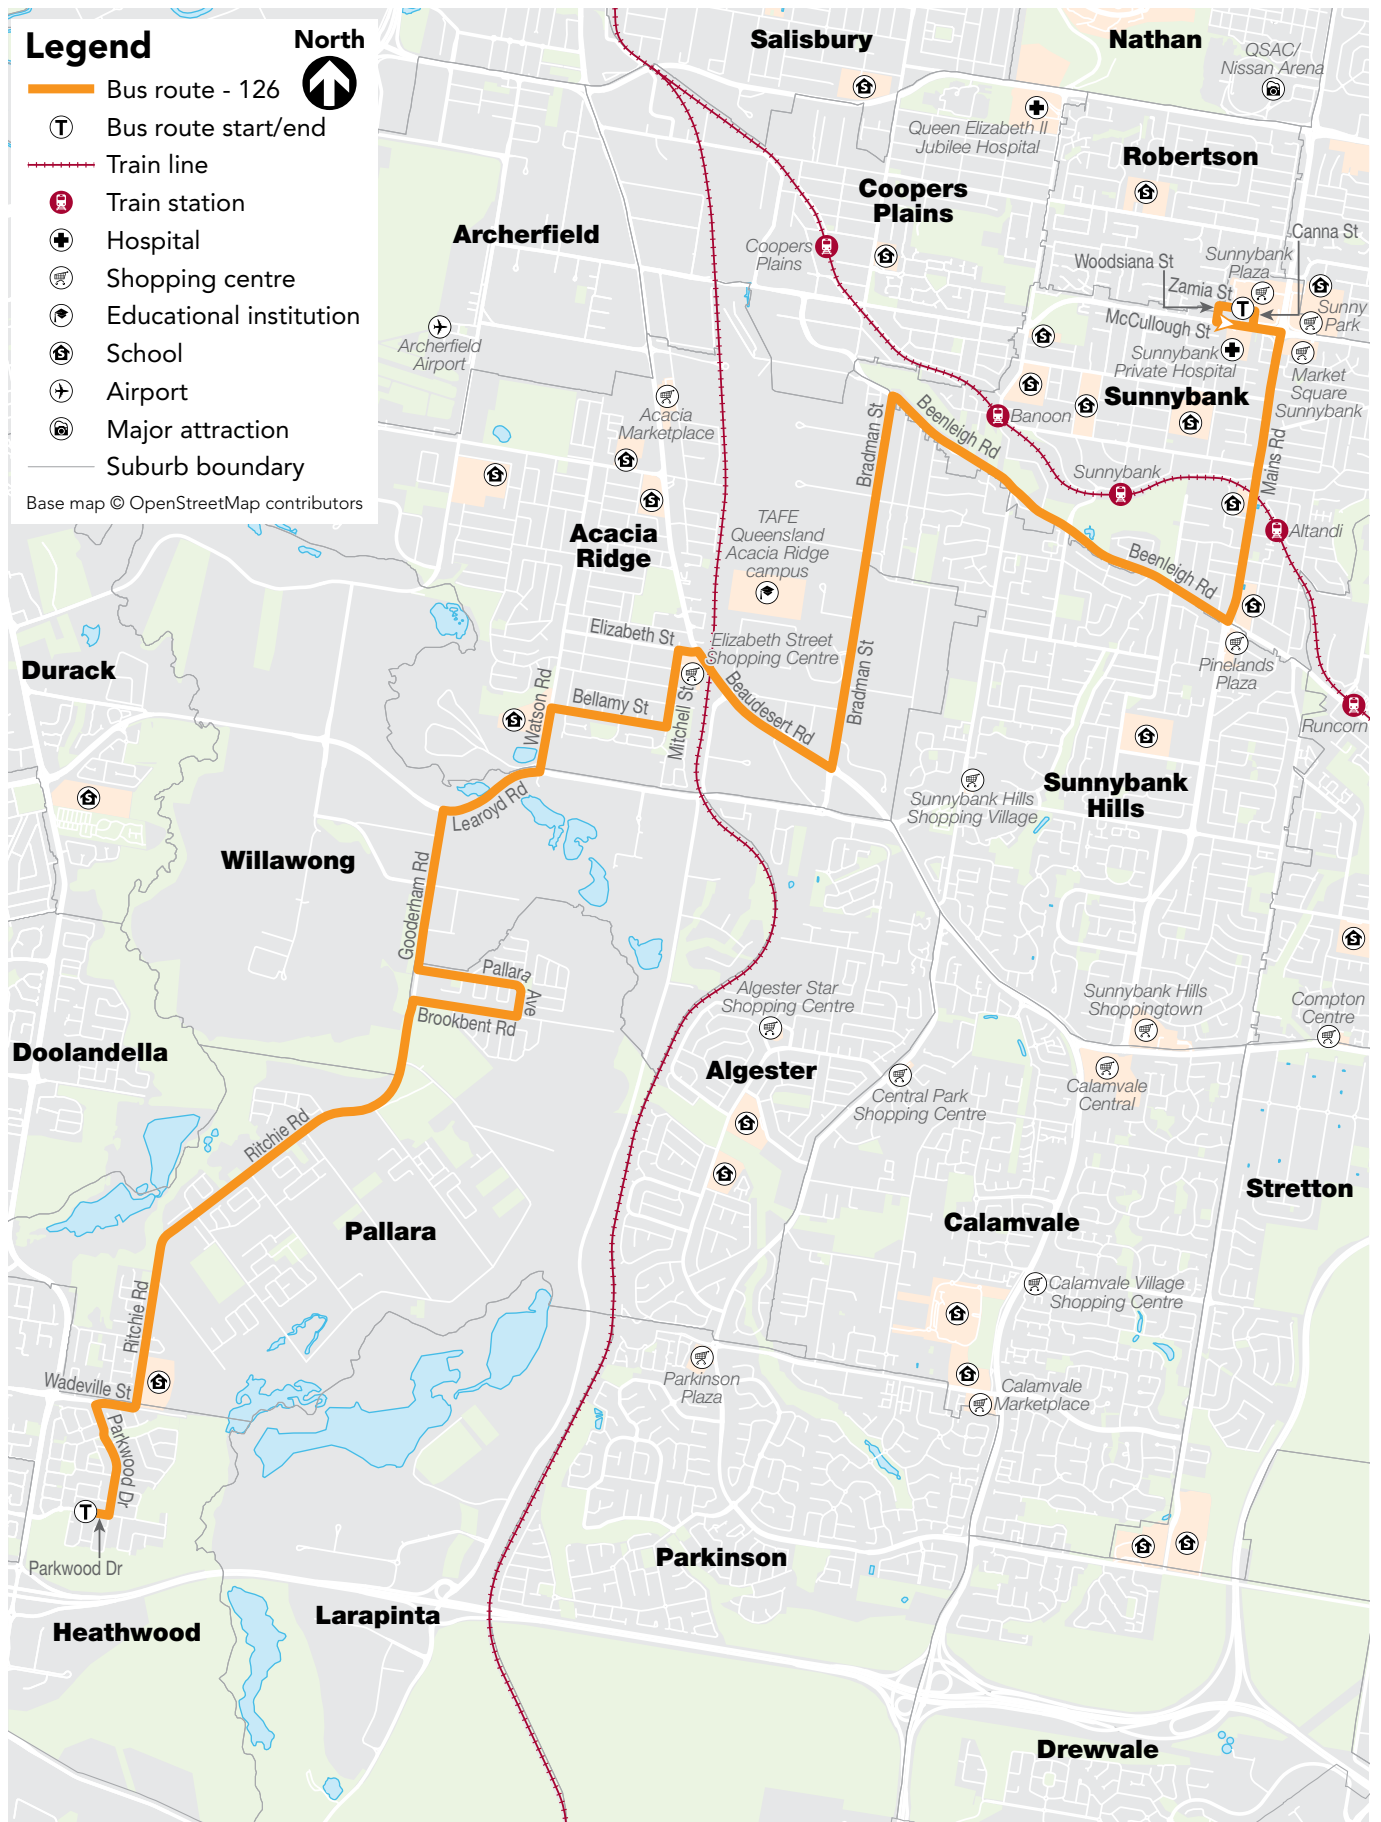 Legend
North
Bus route - 126
Bus route start/end
Train line
Train station
Hospital
Shopping centre
Educational institution
School
Airport
Major attraction
Suburb boundary
Base map © OpenStreetMap contributors
Salisbury
Nathan
QSAC/
Nissan Arena
Queen Elizabeth II
Jubilee Hospital
Robertson
Coopers
Plains
Archerfield
Coopers
Plains
Canna St
Woodsiana St
Sunnybank
Plaza
Zamia St
T
Sunny
Park
McCullough St
Archerfield
Airport
Sunnybank
Private Hospital
Market
Square
Sunnybank
Sunnybank
Acacia
Marketplace
Banoon
Bradman St
Beenleigh Rd
Mains Rd
Sunnybank
Altandi
TAFE
Queensland
Acacia Ridge
campus
Acacia
Ridge
Beenleigh Rd
Elizabeth St
Elizabeth Street
Shopping Centre
Pinelands
Plaza
Durack
Watson Rd
Bellamy St
Mitchell St
Beaudesert Rd
Bradman St
Runcorn
Learoyd Rd
Sunnybank Hills
Shopping Village
Sunnybank
Hills
Willawong
Gooderham Rd
Pallara
Ave
Brookbent Rd
Algester Star
Shopping Centre
Sunnybank Hills
Shoppingtown
Compton
Centre
Doolandella
Algester
Central Park
Shopping Centre
Calamvale
Central
Ritchie Rd
Stretton
Pallara
Calamvale
Ritchie Rd
Calamvale Village
Shopping Centre
Wadeville St
Parkinson
Plaza
Calamvale
Marketplace
Parkwood Dr
T
Parkwood Dr
Parkinson
Larapinta
Heathwood
Drewvale